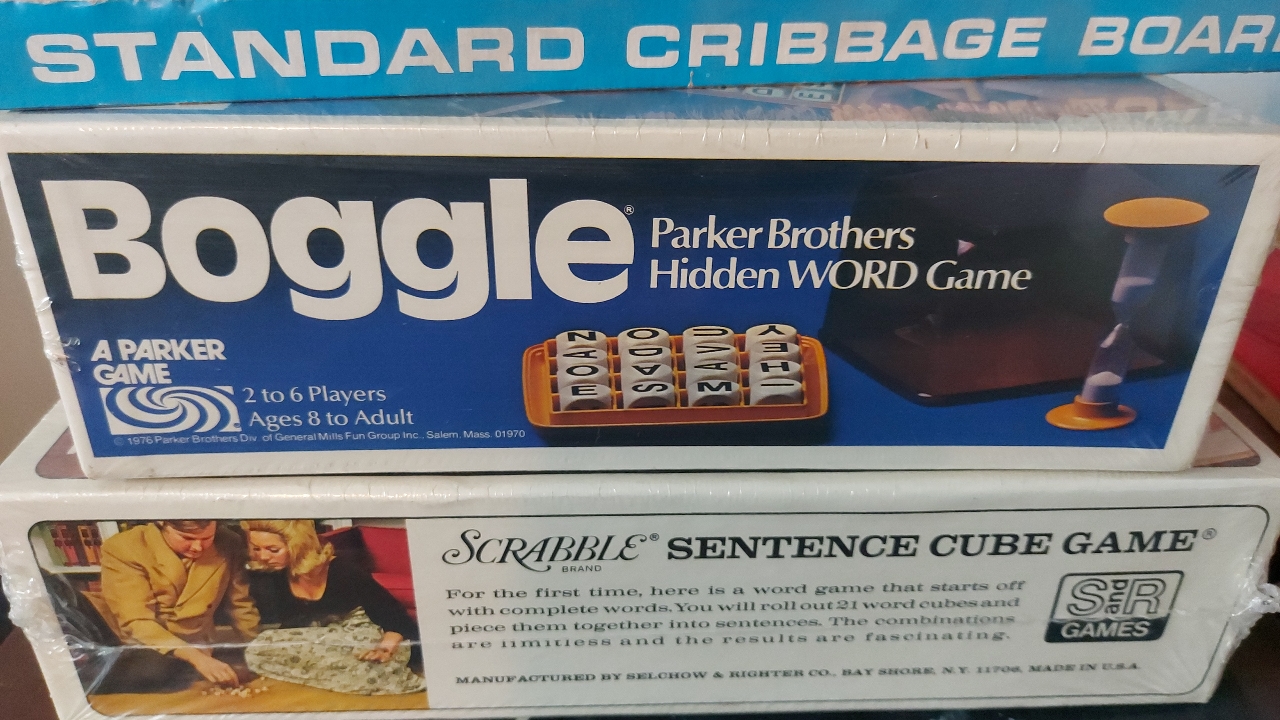 STANDARD CRIBBAGE BOAR
Boggle®
Parker Brothers
Hidden WORD Game
A PARKER
GAME
2 to 6 Players
Ages 8 to Adult
© 1976 Parker Brothers Div. of General Mills Fun Group Inc., Salem, Mass. 01970
N O U Y
A D V E
O A A H
E S M I
SCRABBLE® SENTENCE CUBE GAME®
BRAND
For the first time, here is a word game that starts off
with complete words. You will roll out 21 word cubes and
piece them together into sentences. The combinations
are limitless and the results are fascinating.
SandR
GAMES
MANUFACTURED BY SELCHOW & RIGHTER CO., BAY SHORE, N.Y. 11706, MADE IN U.S.A.